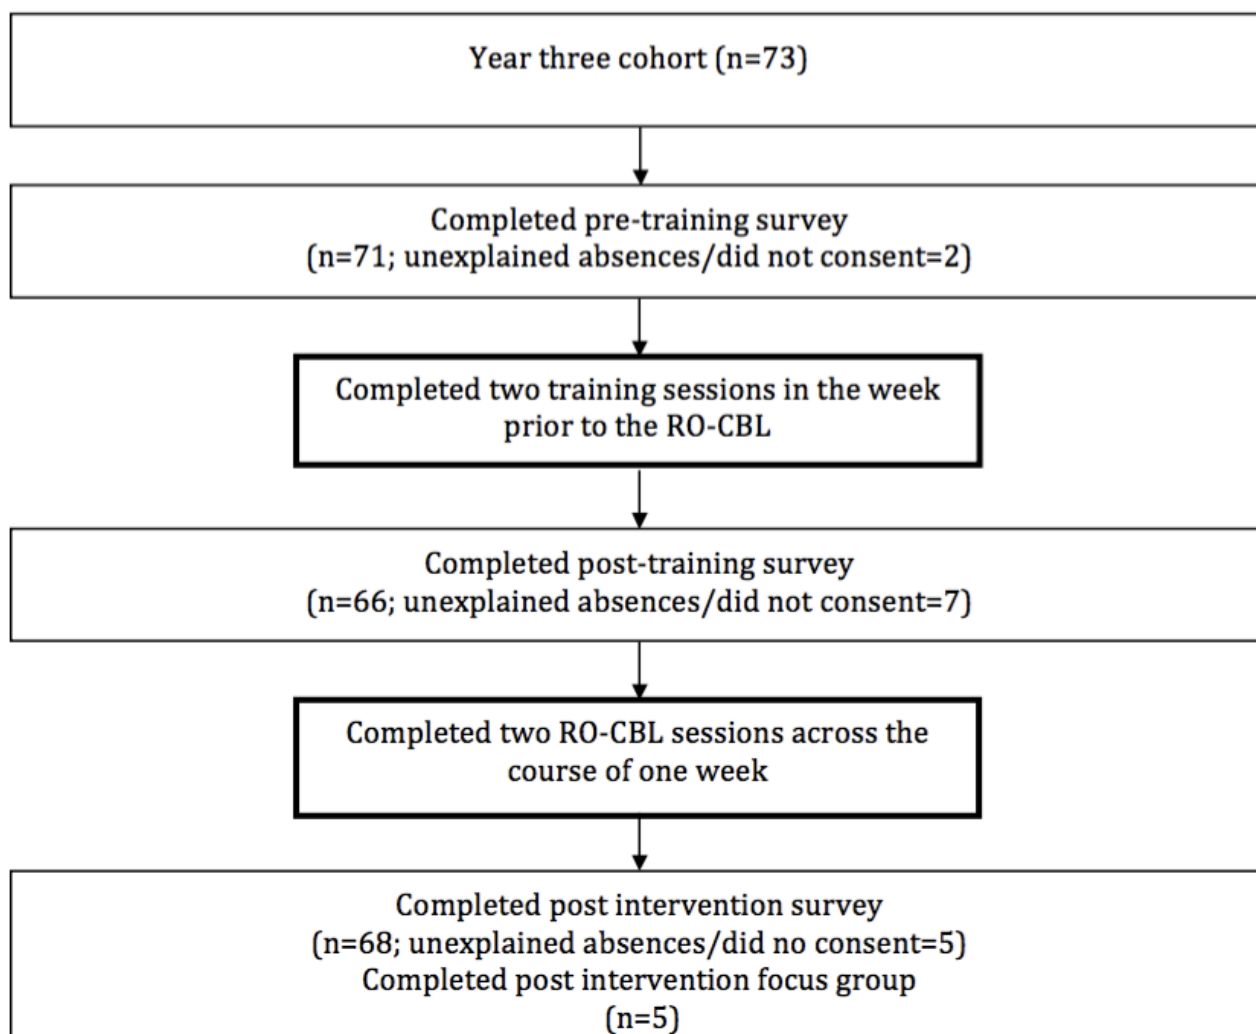 Year three cohort (n=73)
Completed pre-training survey
(n=71; unexplained absences/did not consent=2)
Completed two training sessions in the week
prior to the RO-CBL
Completed post-training survey
(n=66; unexplained absences/did not consent=7)
Completed two RO-CBL sessions across the
course of one week
Completed post intervention survey
(n=68; unexplained absences/did no consent=5)
Completed post intervention focus group
(n=5)